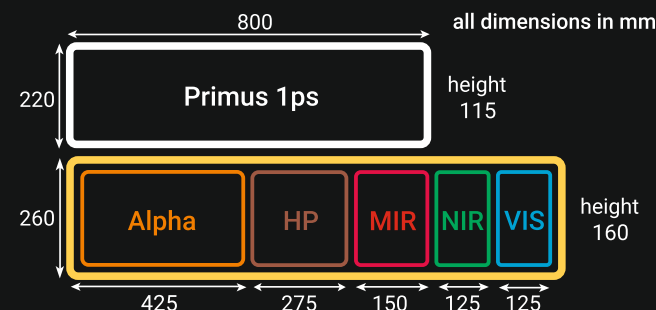 800
all dimensions in mm
220
Primus 1ps
height
115
260
Alpha
HP
MIR
NIR
VIS
height
160
425
275
150
125
125